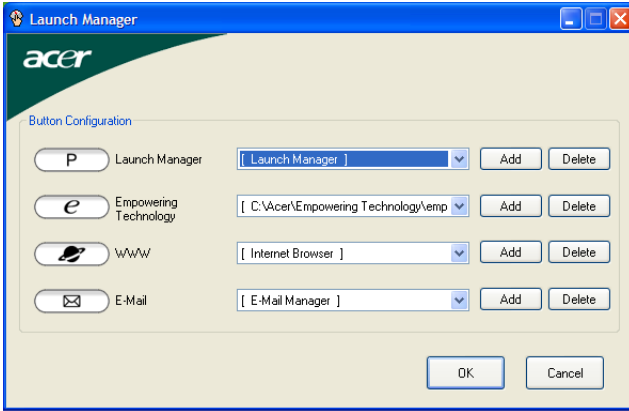 Launch Manager
acer
Button Configuration
P Launch Manager [ Launch Manager ] Add Delete
e Empowering Technology [ C:\Acer\Empowering Technology\emp Add Delete
WWW [ Internet Browser ] Add Delete
E-Mail [ E-Mail Manager ] Add Delete
OK Cancel